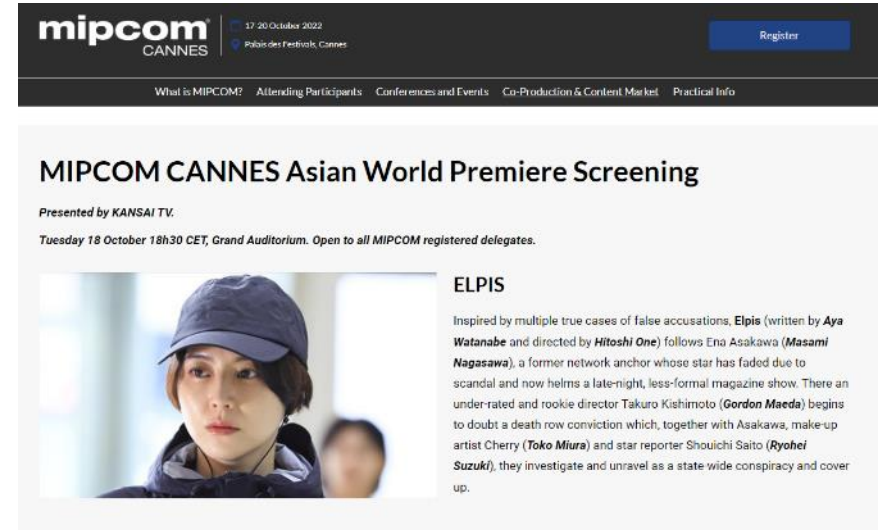 mipcom
CANNES
17-20 October 2022
Palais des Festivals, Cannes
Register
What is MIPCOM? Attending Participants Conferences and Events Co-Production & Content Market Practical Info
MIPCOM CANNES Asian World Premiere Screening
Presented by KANSAI TV.
Tuesday 18 October 18h30 CET, Grand Auditorium. Open to all MIPCOM registered delegates.
ELPIS
Inspired by multiple true cases of false accusations, Elpis (written by Aya
Watanabe and directed by Hitoshi One) follows Ena Asakawa (Masami
Nagasawa), a former network anchor whose star has faded due to
scandal and now helms a late-night, less-formal magazine show. There an
under-rated and rookie director Takuro Kishimoto (Gordon Maeda) begins
to doubt a death row conviction which, together with Asakawa, make-up
artist Cherry (Toko Miura) and star reporter Shouichi Saito (Ryohei
Suzuki), they investigate and unravel as a state-wide conspiracy and cover
up.